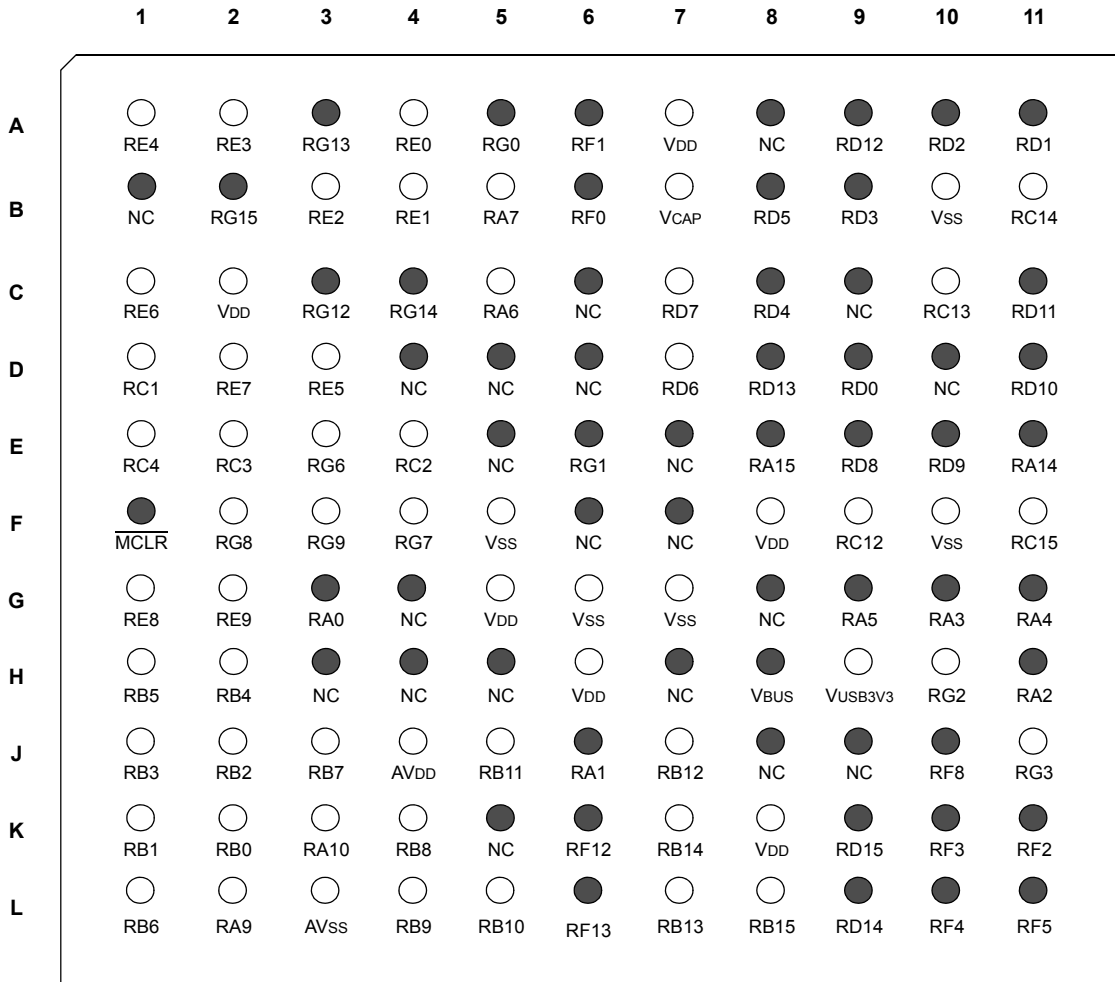 1 2 3 4 5 6 7 8 9 10 11
A
RE4 RE3 RG13 RE0 RG0 RF1 VDD NC RD12 RD2 RD1
B
NC RG15 RE2 RE1 RA7 RF0 VCAP RD5 RD3 VSS RC14
C
RE6 VDD RG12 RG14 RA6 NC RD7 RD4 NC RC13 RD11
D
RC1 RE7 RE5 NC NC NC RD6 RD13 RD0 NC RD10
E
RC4 RC3 RG6 RC2 NC RG1 NC RA15 RD8 RD9 RA14
F
MCLR RG8 RG9 RG7 VSS NC NC VDD RC12 VSS RC15
G
RE8 RE9 RA0 NC VDD VSS VSS NC RA5 RA3 RA4
H
RB5 RB4 NC NC NC VDD NC VBUS VUSB3V3 RG2 RA2
J
RB3 RB2 RB7 AVDD RB11 RA1 RB12 NC NC RF8 RG3
K
RB1 RB0 RA10 RB8 NC RF12 RB14 VDD RD15 RF3 RF2
L
RB6 RA9 AVSS RB9 RB10 RF13 RB13 RB15 RD14 RF4 RF5